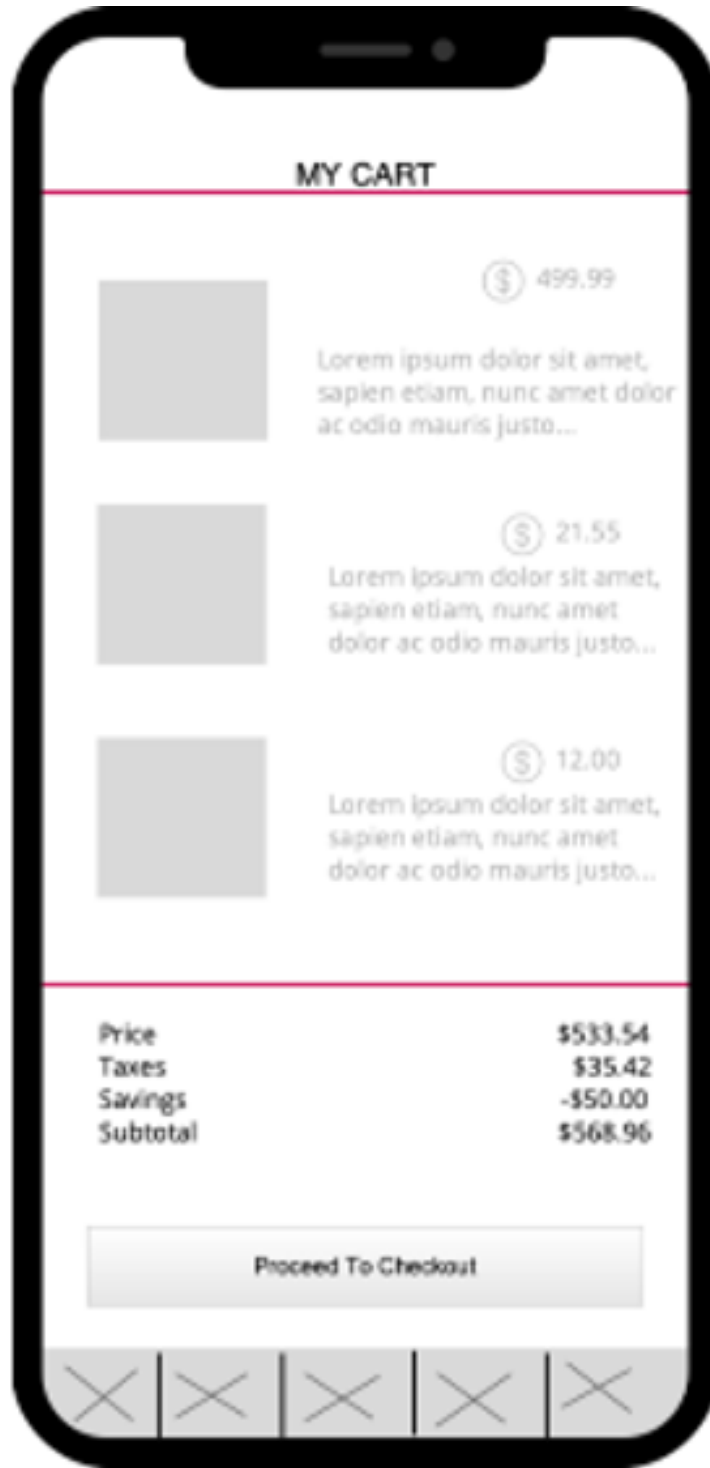 MY CART
$ 499.99
Lorem ipsum dolor sit amet,
sapien etiam, nunc amet dolor
ac odio mauris justo...
$ 21.55
Lorem ipsum dolor sit amet,
sapien etiam, nunc amet
dolor ac odio mauris justo...
$ 12.00
Lorem ipsum dolor sit amet,
sapien etiam, nunc amet
dolor ac odio mauris justo...
Price $533.54
Taxes $35.42
Savings -$50.00
Subtotal $568.96
Proceed To Checkout